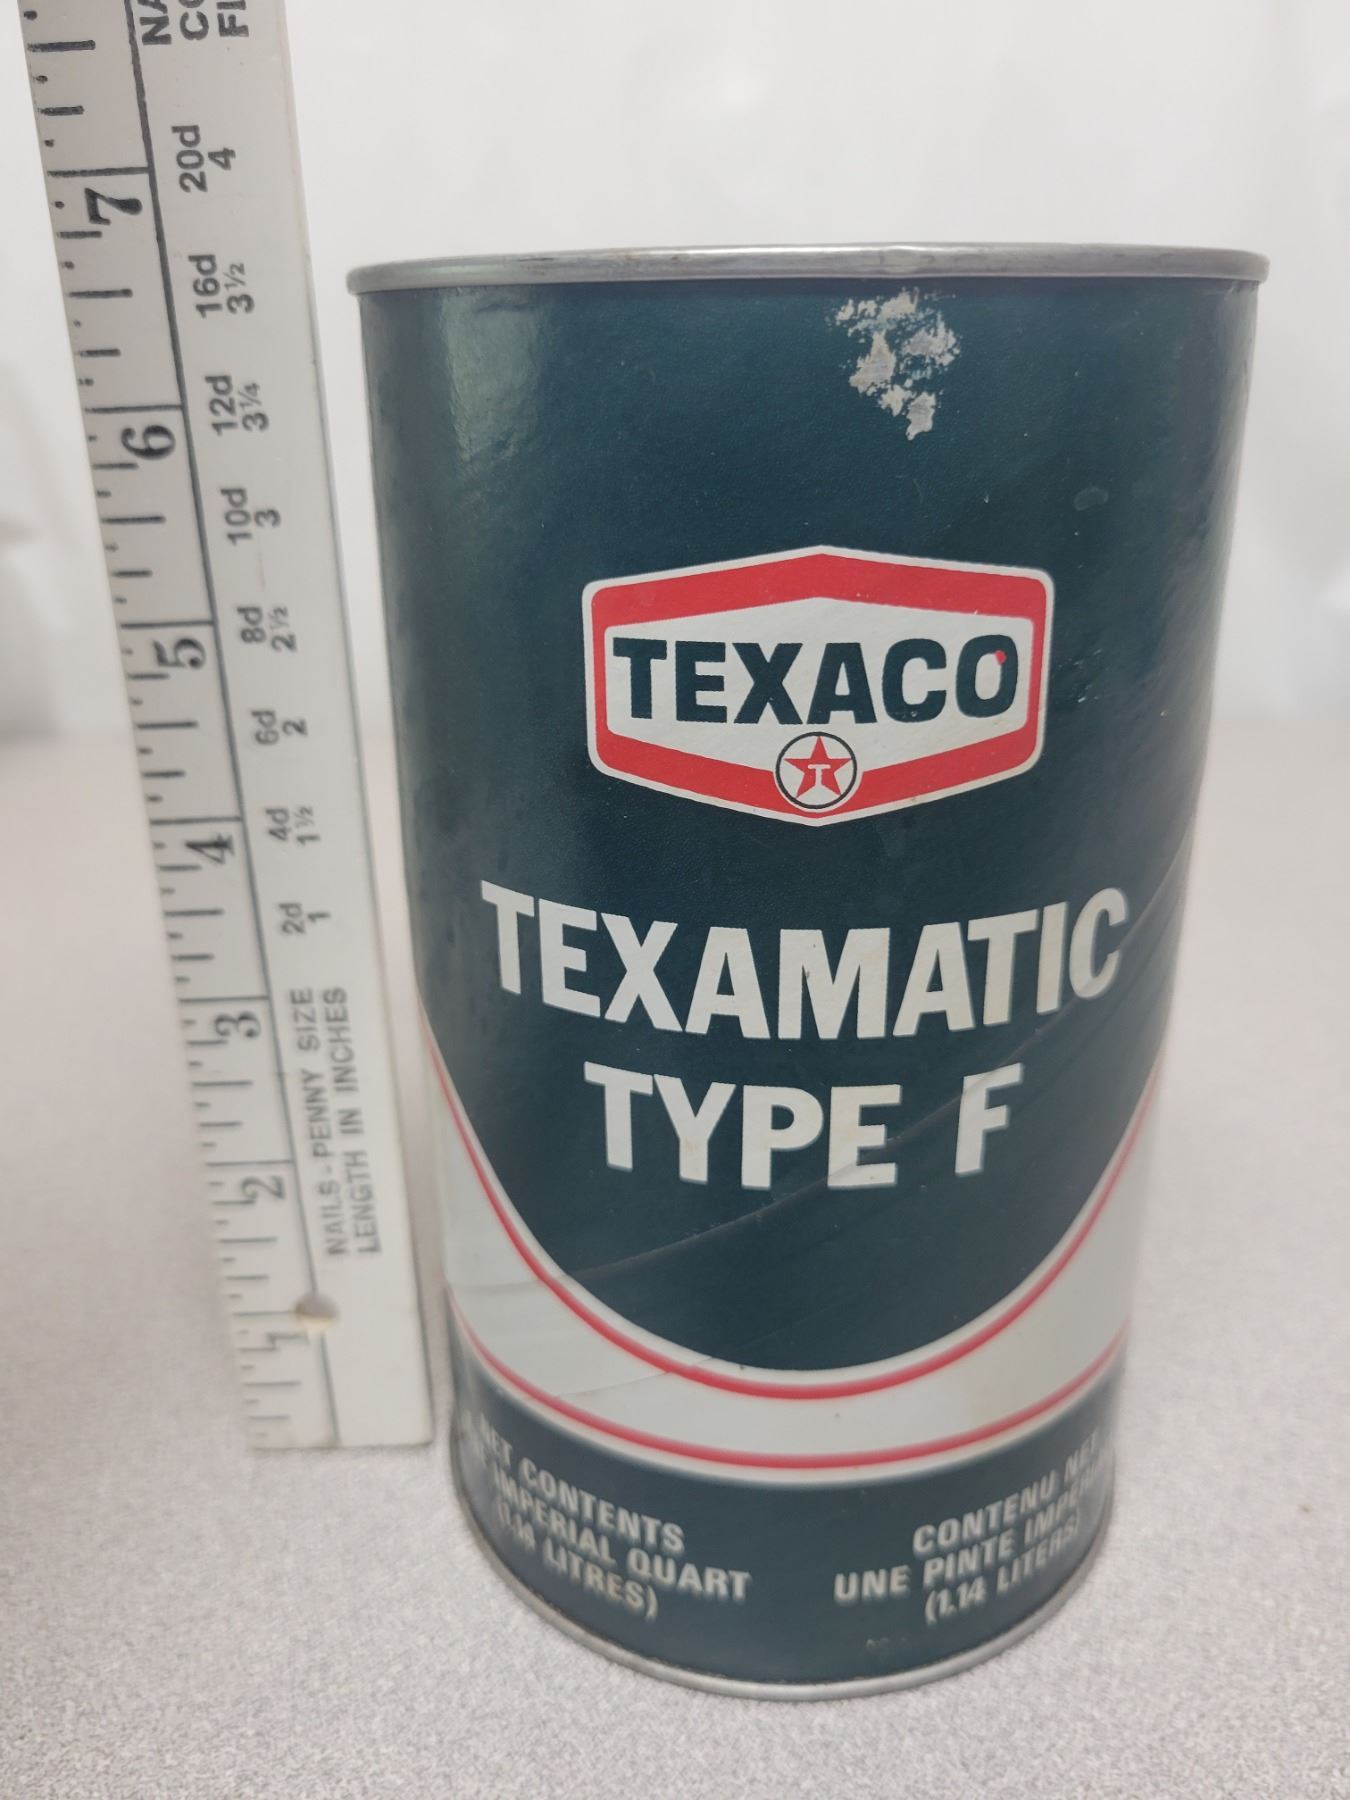 TEXACO
T
TEXAMATIC
TYPE F
NET CONTENTS
IMPERIAL QUART
(1.14 LITRES)
CONTENU NET
UNE PINTE
(1.14 LITERS)
7
6
5
4
3
2
1
20d
4
16d
3½
12d
3¼
10d
3
8d
2½
6d
2
4d
1½
2d
1
NAILS - PENNY SIZE
LENGTH IN INCHES